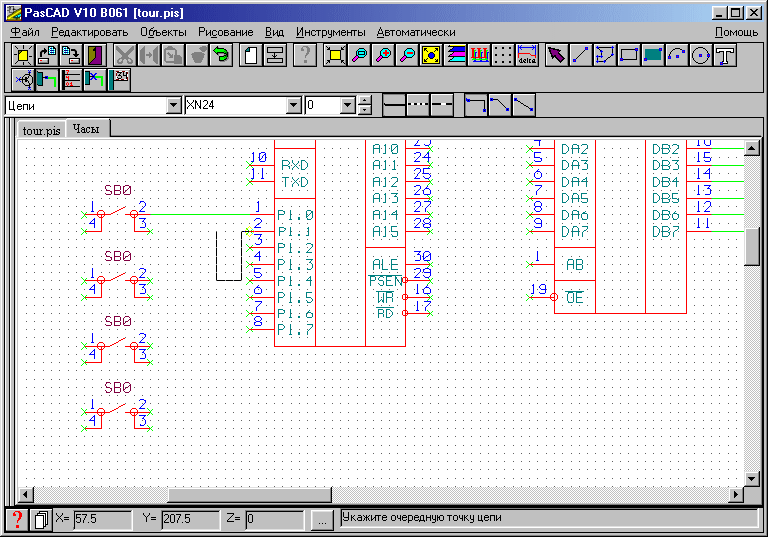 PasCAD V10 B061 [tour.pis]
Файл Редактировать Объекты Рисование Вид Инструменты Автоматически Помощь
delta
Цепи XN24 0
tour.pis Часы
10 RXD A10 A11 24 DA2 DB2
11 TXD A12 25 5 DA3 DB3 15
A13 26 6 DA4 DB4 14
SB0 A14 27 7 DA5 DB5 13
1 2 1 P1.0 A15 28 8 DA6 DB6 12
4 3 2 P1.1 9 DA7 DB7 11
3 P1.2
SB0 4 P1.3 ALE 30 1 AB
1 2 5 P1.4 PSEN 29
4 3 6 P1.5 WR 16 19 OE
7 P1.6 RD 17
SB0 8 P1.7
1 2
4 3
SB0
1 2
4 3
X= 57.5 Y= 207.5 Z= 0 ... Укажите очередную точку цепи